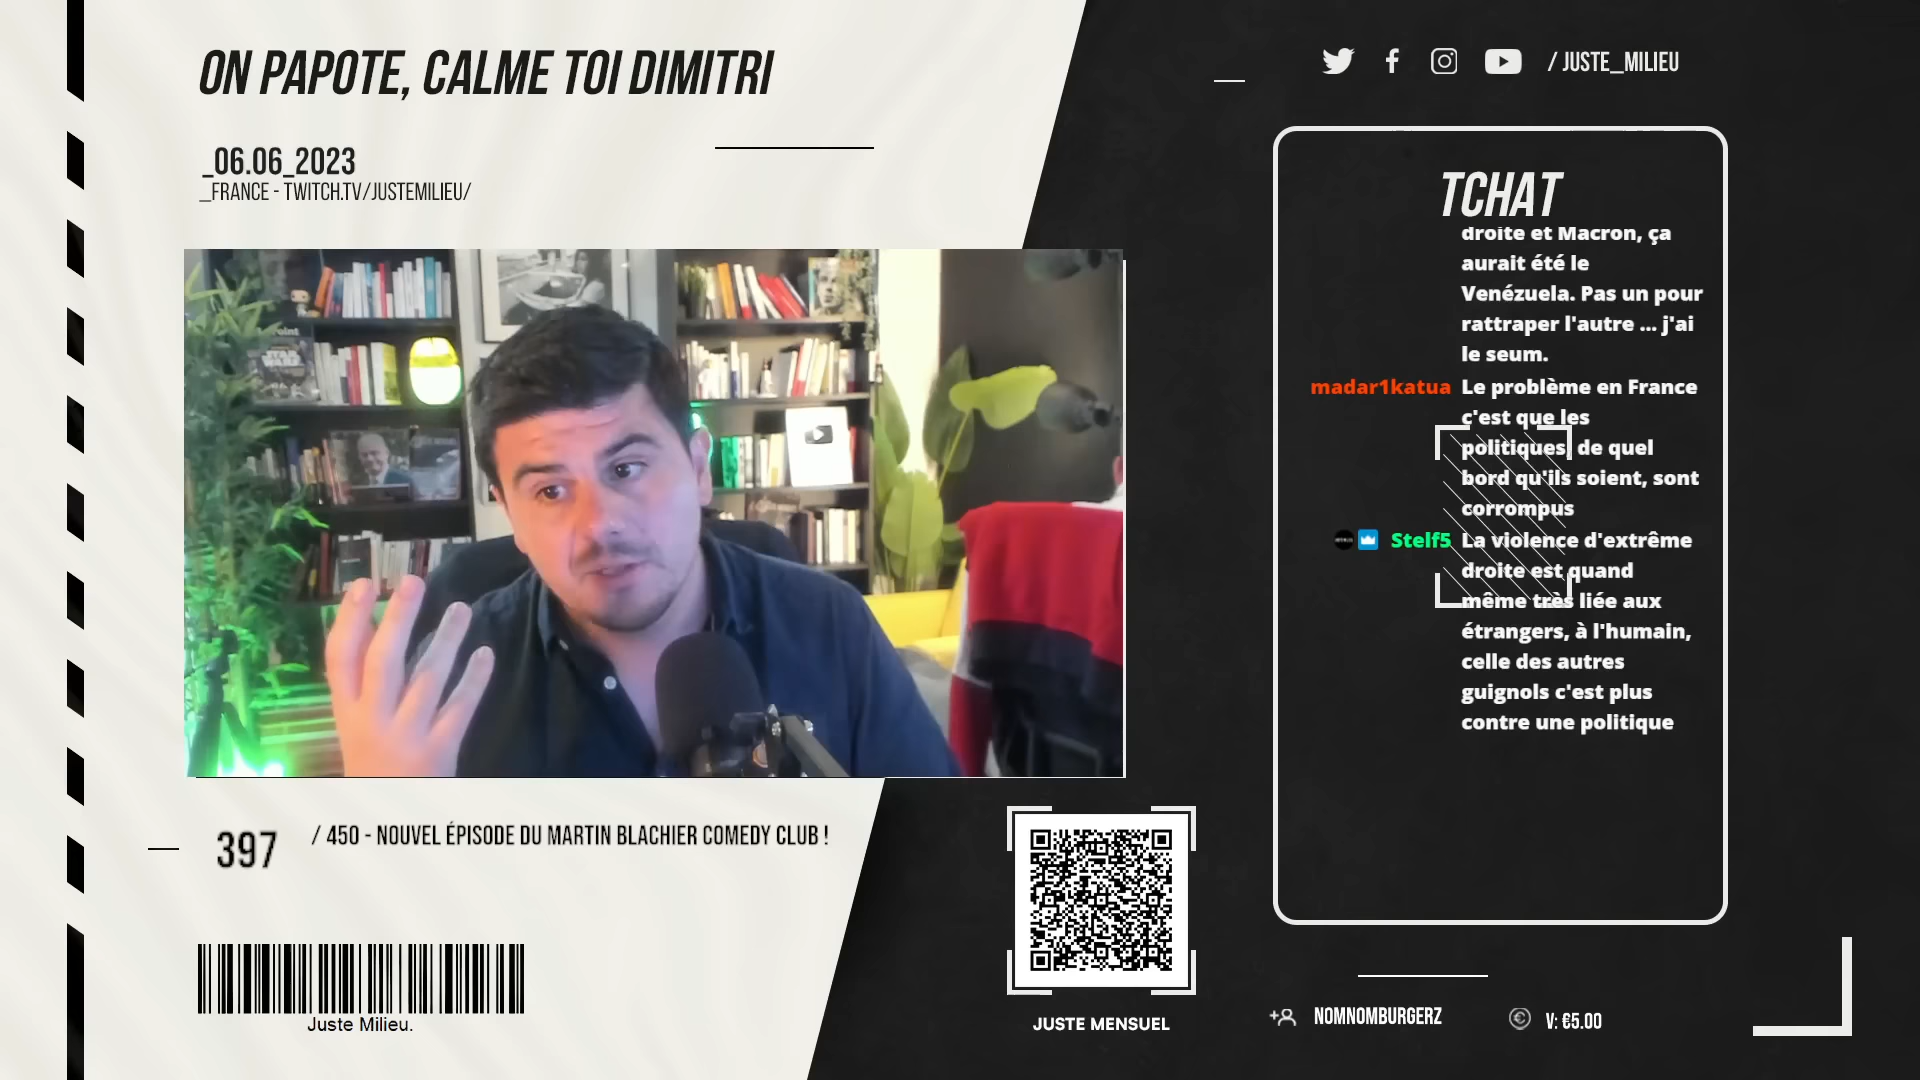 ON PAPOTE, CALME TOI DIMITRI
_06.06_2023
_FRANCE - TWITCH.TV/JUSTEMILIEU/
/ JUSTE_MILIEU
TCHAT
droite et Macron, ça
aurait été le
Venézuela. Pas un pour
rattraper l'autre ... j'ai
le seum.
madar1katua Le problème en France
c'est que les
politiques, de quel
bord qu'ils soient, sont
corrompus
Stelf5 La violence d'extrême
droite est quand
même très liée aux
étrangers, à l'humain,
celle des autres
guignols c'est plus
contre une politique
STAR
WARS
397 / 450 - NOUVEL ÉPISODE DU MARTIN BLACHIER COMEDY CLUB !
Juste Milieu.
JUSTE MENSUEL
NOMNOMBURGERZ
V: €5.00